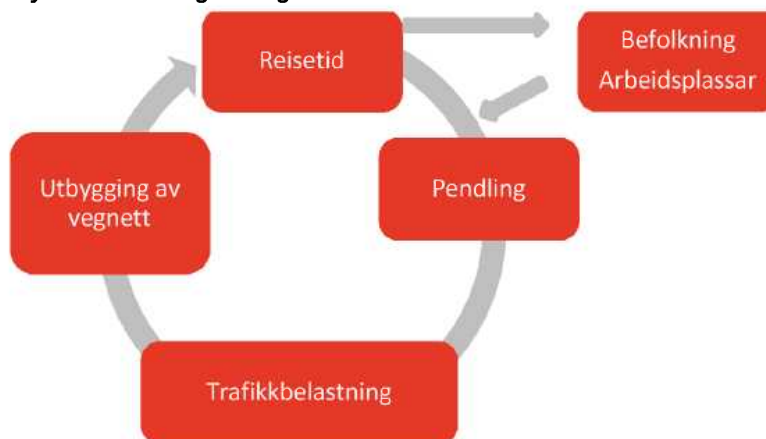 Reisetid
Befolkning
Arbeidsplassar
Utbygging av
vegnett
Pendling
Trafikkbelastning